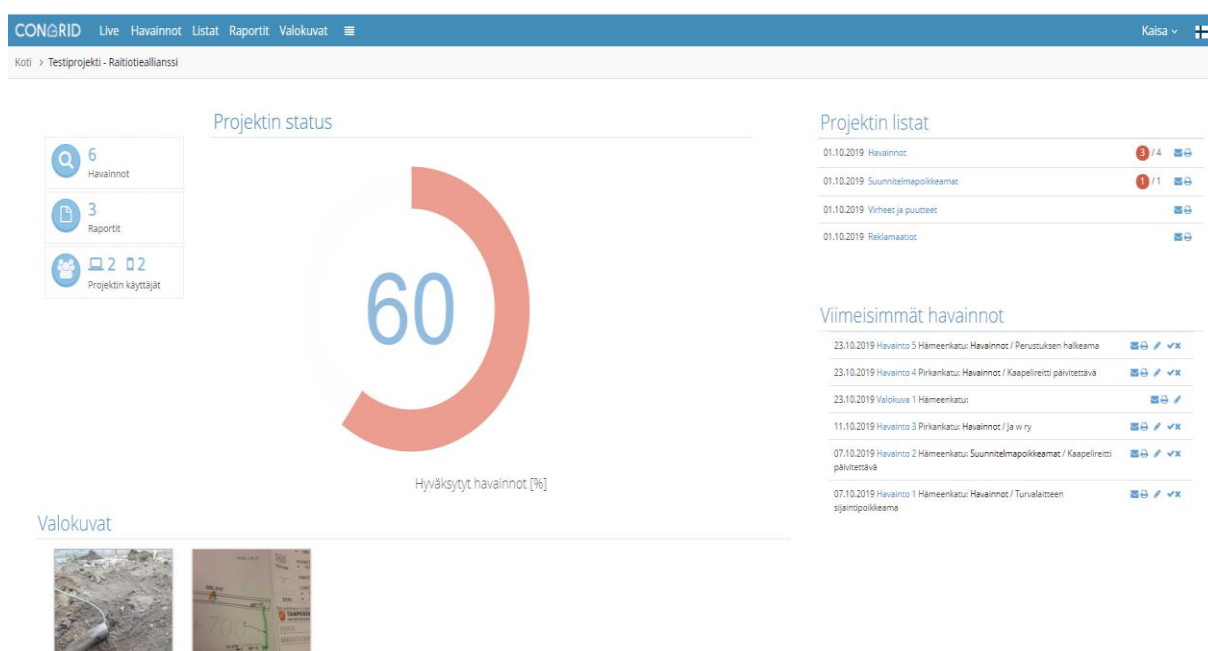 CONGRID Live Havainnot Listat Raportit Valokuvat Kaisa
Koti > Testiprojekti - Raitiotieallianssi
6
Havainnot
3
Raportit
2 2
Projektin käyttäjät
Projektin status
60
Hyväksytyt havainnot [%]
Projektin listat
01.10.2019 Havainnot 3 / 4
01.10.2019 Suunnitelmapoikkeamat 1 / 1
01.10.2019 Virheet ja puutteet
01.10.2019 Reklamaatiot
Viimeisimmät havainnot
23.10.2019 Havainto 5 Hämeenkatu: Havainnot / Perustuksen halkeama
23.10.2019 Havainto 4 Pirkankatu: Havainnot / Kaapelireitti päivitettävä
23.10.2019 Valokuva 1 Hämeenkatu:
11.10.2019 Havainto 3 Pirkankatu: Havainnot / Ja w ry
07.10.2019 Havainto 2 Hämeenkatu: Suunnitelmapoikkeamat / Kaapelireitti
päivitettävä
07.10.2019 Havainto 1 Hämeenkatu: Havainnot / Turvalaitteen
sijaintipoikkeama
Valokuvat
700